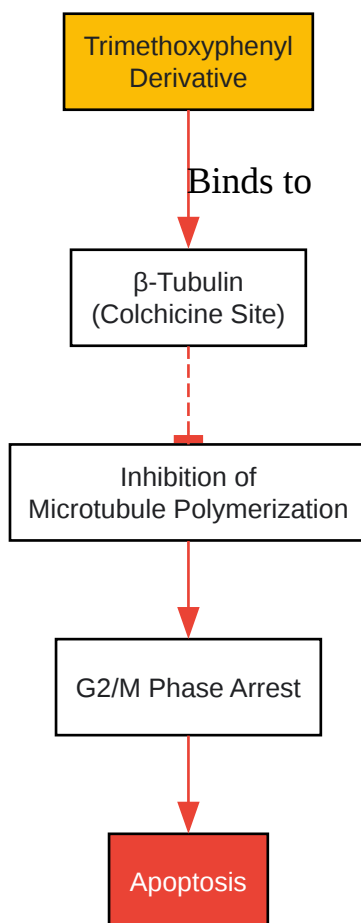 Trimethoxyphenyl
Derivative
Binds to
β-Tubulin
(Colchicine Site)
Inhibition of
Microtubule Polymerization
G2/M Phase Arrest
Apoptosis